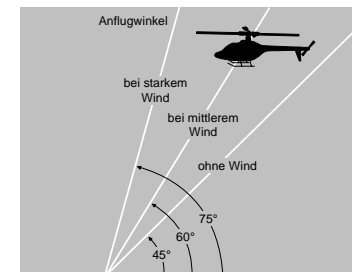 Anflugwinkel
bei starkem
Wind
bei mittlerem
Wind
ohne Wind
75°
60°
45°